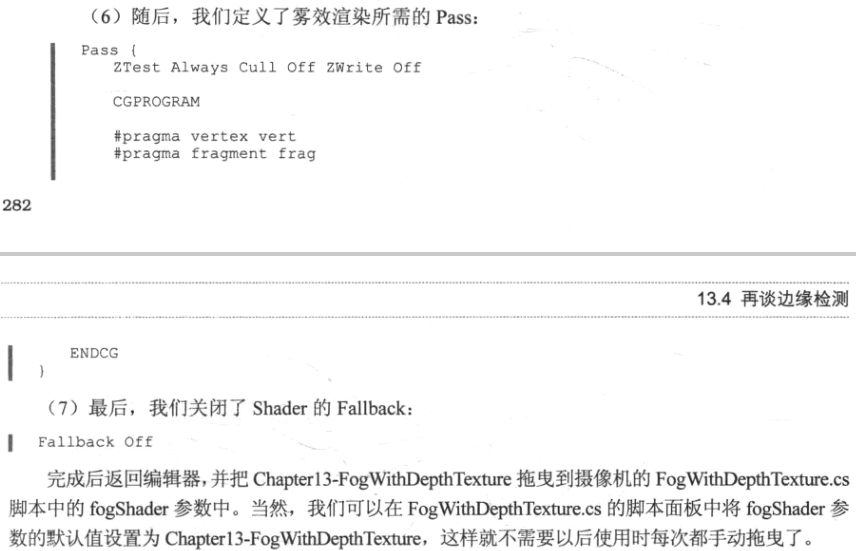 （6）随后，我们定义了雾效渲染所需的 Pass：
Pass {
ZTest Always Cull Off ZWrite Off
CGPROGRAM
#pragma vertex vert
#pragma fragment frag
282
13.4 再谈边缘检测
ENDCG
}
（7）最后，我们关闭了 Shader 的 Fallback：
Fallback Off
完成后返回编辑器，并把 Chapter13-FogWithDepthTexture 拖曳到摄像机的 FogWithDepthTexture.cs
脚本中的 fogShader 参数中。当然，我们可以在 FogWithDepthTexture.cs 的脚本面板中将 fogShader 参
数的默认值设置为 Chapter13-FogWithDepthTexture，这样就不需要以后使用时每次都手动拖曳了。